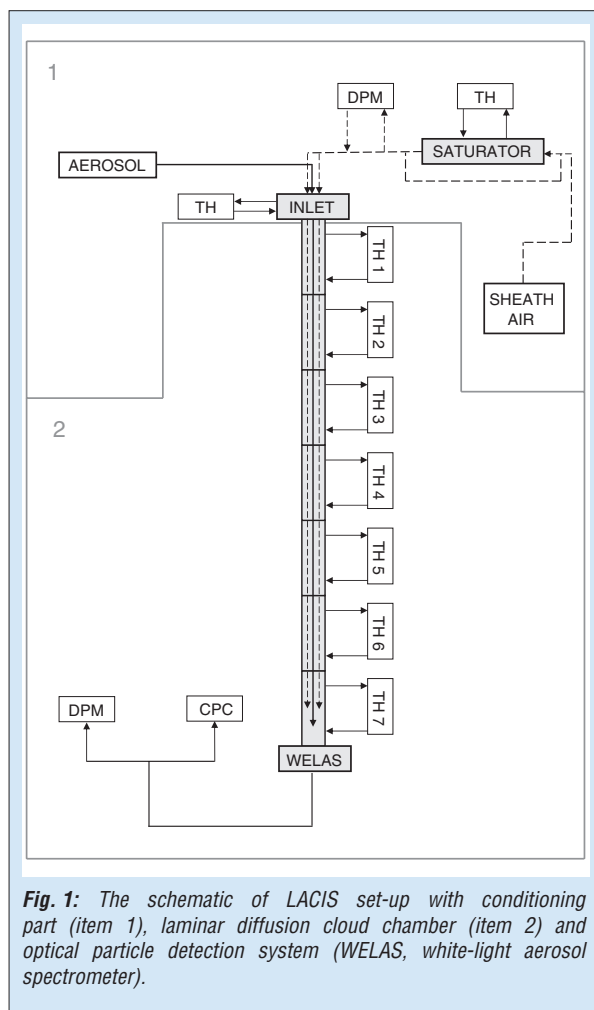 1
DPM
TH
SATURATOR
AEROSOL
TH
INLET
TH 1
SHEATH
AIR
TH 2
TH 3
2
TH 4
TH 5
TH 6
DPM
CPC
TH 7
WELAS
Fig. 1: The schematic of LACIS set-up with conditioning
part (item 1), laminar diffusion cloud chamber (item 2) and
optical particle detection system (WELAS, white-light aerosol
spectrometer).